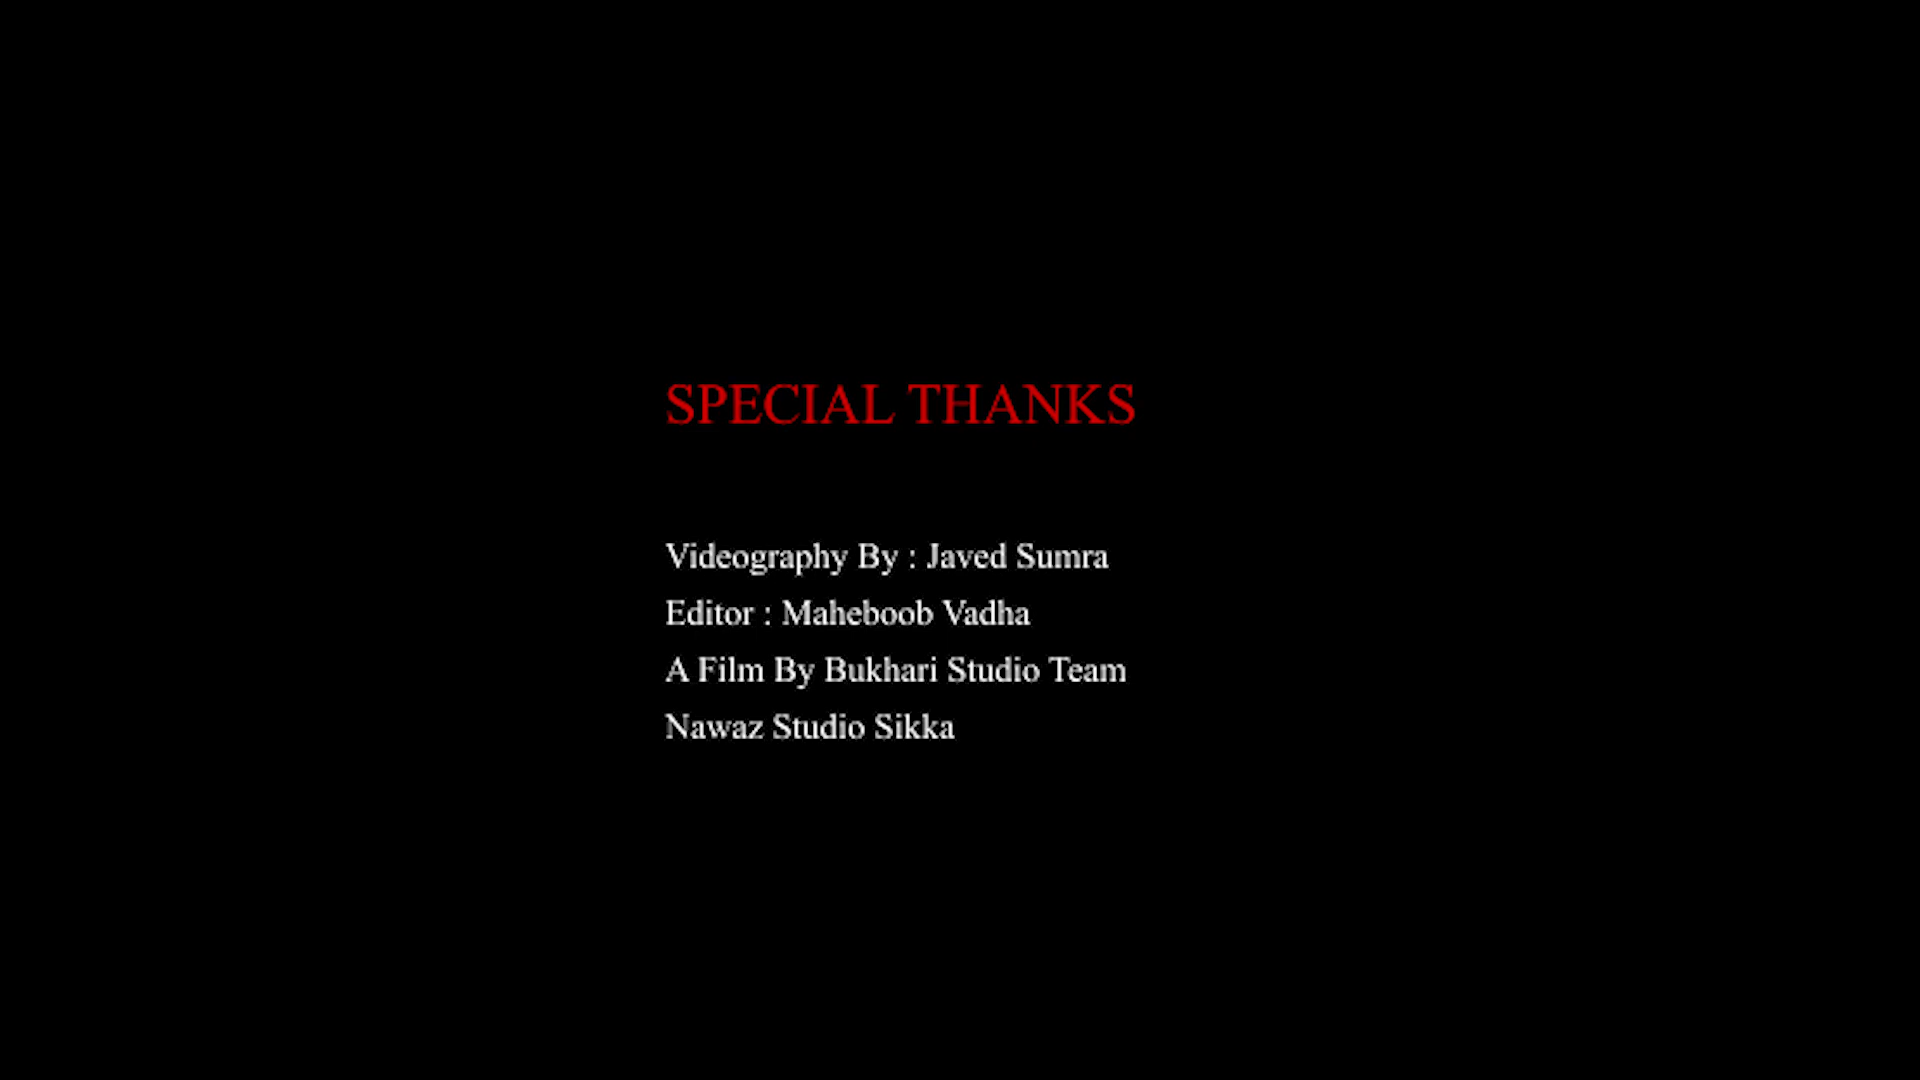 SPECIAL THANKS
Videography By : Javed Sumra
Editor : Maheboob Vadha
A Film By Bukhari Studio Team
Nawaz Studio Sikka